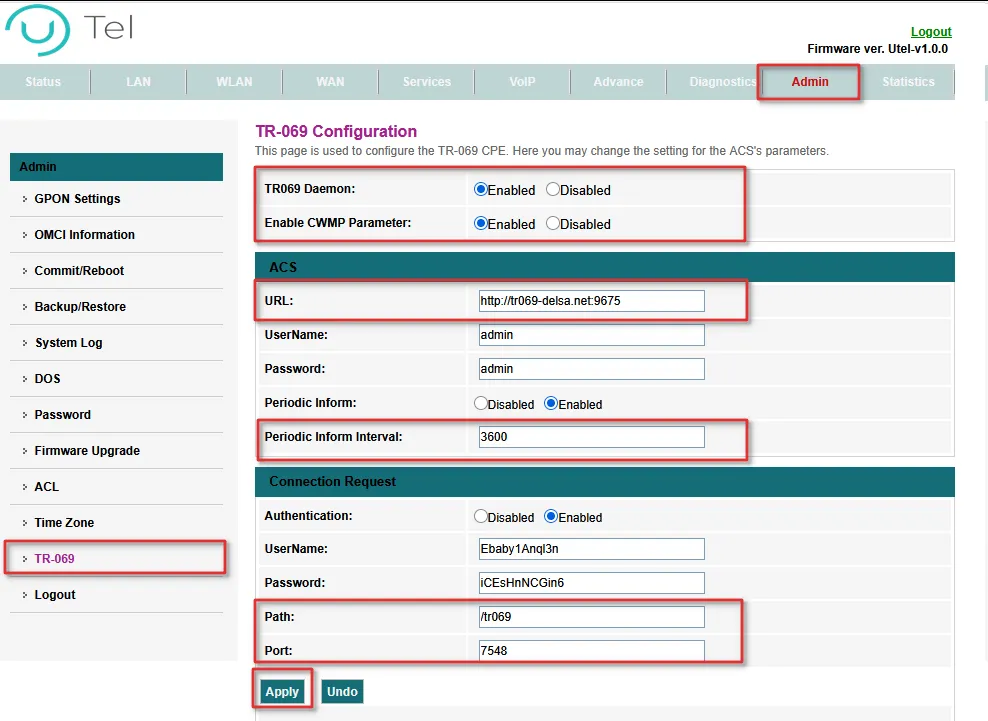 Tel
Logout
Firmware ver. Utel-v1.0.0
Status LAN WLAN WAN Services VoIP Advance Diagnostics Admin Statistics
Admin
GPON Settings
OMCI Information
Commit/Reboot
Backup/Restore
System Log
DOS
Password
Firmware Upgrade
ACL
Time Zone
TR-069
Logout
TR-069 Configuration
This page is used to configure the TR-069 CPE. Here you may change the setting for the ACS's parameters.
TR069 Daemon: Enabled Disabled
Enable CWMP Parameter: Enabled Disabled
ACS
URL: http://tr069-delsa.net:9675
UserName: admin
Password: admin
Periodic Inform: Disabled Enabled
Periodic Inform Interval: 3600
Connection Request
Authentication: Disabled Enabled
UserName: Ebaby1Anql3n
Password: iCEsHnNCGin6
Path: /tr069
Port: 7548
Apply Undo